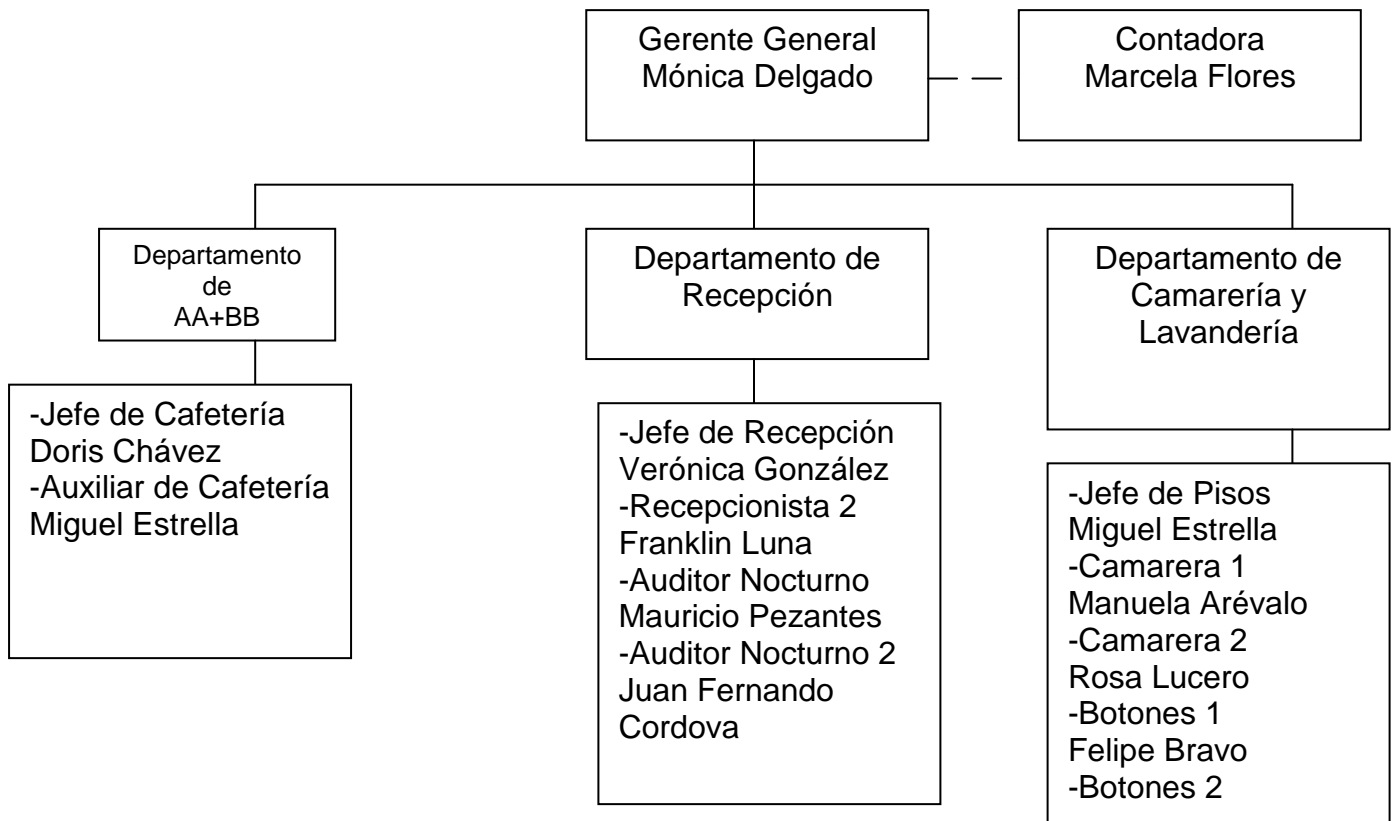 Gerente General
Mónica Delgado
Contadora
Marcela Flores
Departamento
de
AA+BB
Departamento de
Recepción
Departamento de
Camarería y
Lavandería
-Jefe de Cafetería
Doris Chávez
-Auxiliar de Cafetería
Miguel Estrella
-Jefe de Recepción
Verónica González
-Recepcionista 2
Franklin Luna
-Auditor Nocturno
Mauricio Pezantes
-Auditor Nocturno 2
Juan Fernando
Cordova
-Jefe de Pisos
Miguel Estrella
-Camarera 1
Manuela Arévalo
-Camarera 2
Rosa Lucero
-Botones 1
Felipe Bravo
-Botones 2